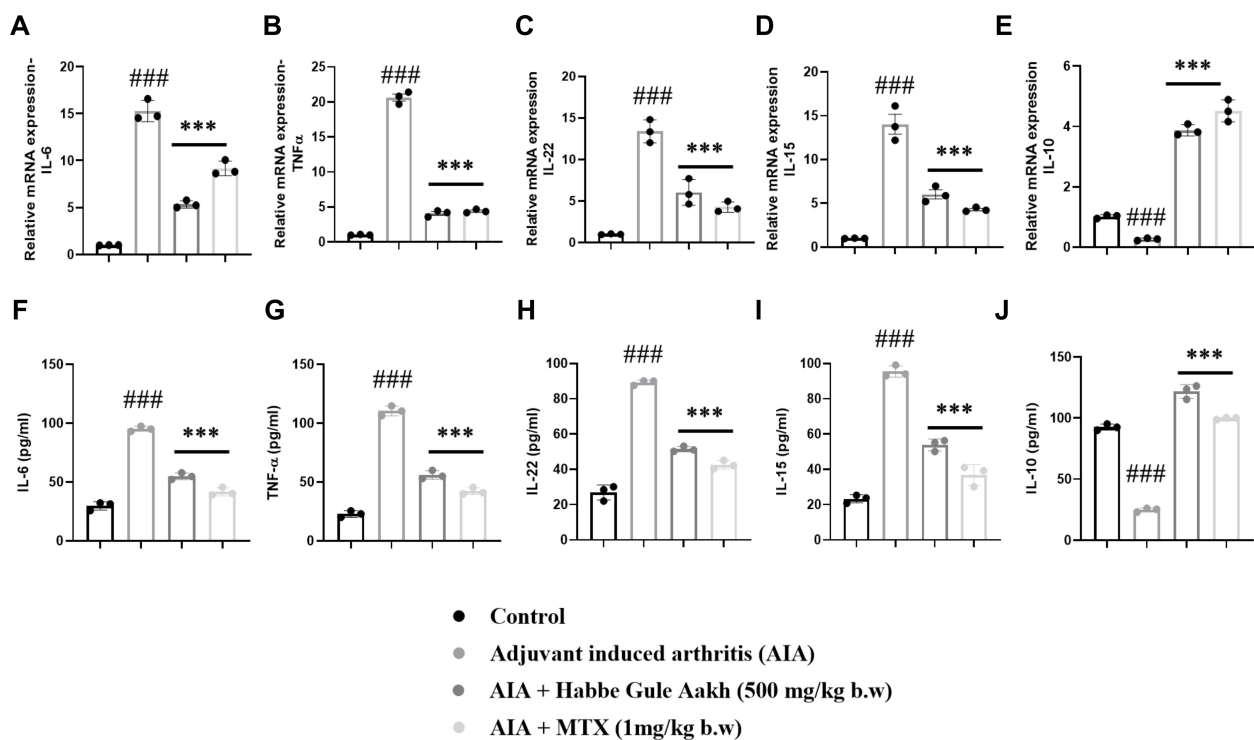 A
Relative mRNA expression-
IL-6
20
15
10
5
0
###
***
B
Relative mRNA expression-
TNFα
25
20
15
10
5
0
###
***
C
Relative mRNA expression
IL-22
20
15
10
5
0
###
***
D
Relative mRNA expression
IL-15
20
15
10
5
0
###
***
E
Relative mRNA expression
IL-10
6
4
2
0
###
***
F
IL-6 (pg/ml)
150
100
50
0
###
***
G
TNF-α (pg/ml)
150
100
50
0
###
***
H
IL-22 (pg/ml)
100
80
60
40
20
0
###
***
I
IL-15 (pg/ml)
100
80
60
40
20
0
###
***
J
IL-10 (pg/ml)
150
100
50
0
###
***
Control
Adjuvant induced arthritis (AIA)
AIA + Habbe Gule Aakh (500 mg/kg b.w)
AIA + MTX (1mg/kg b.w)